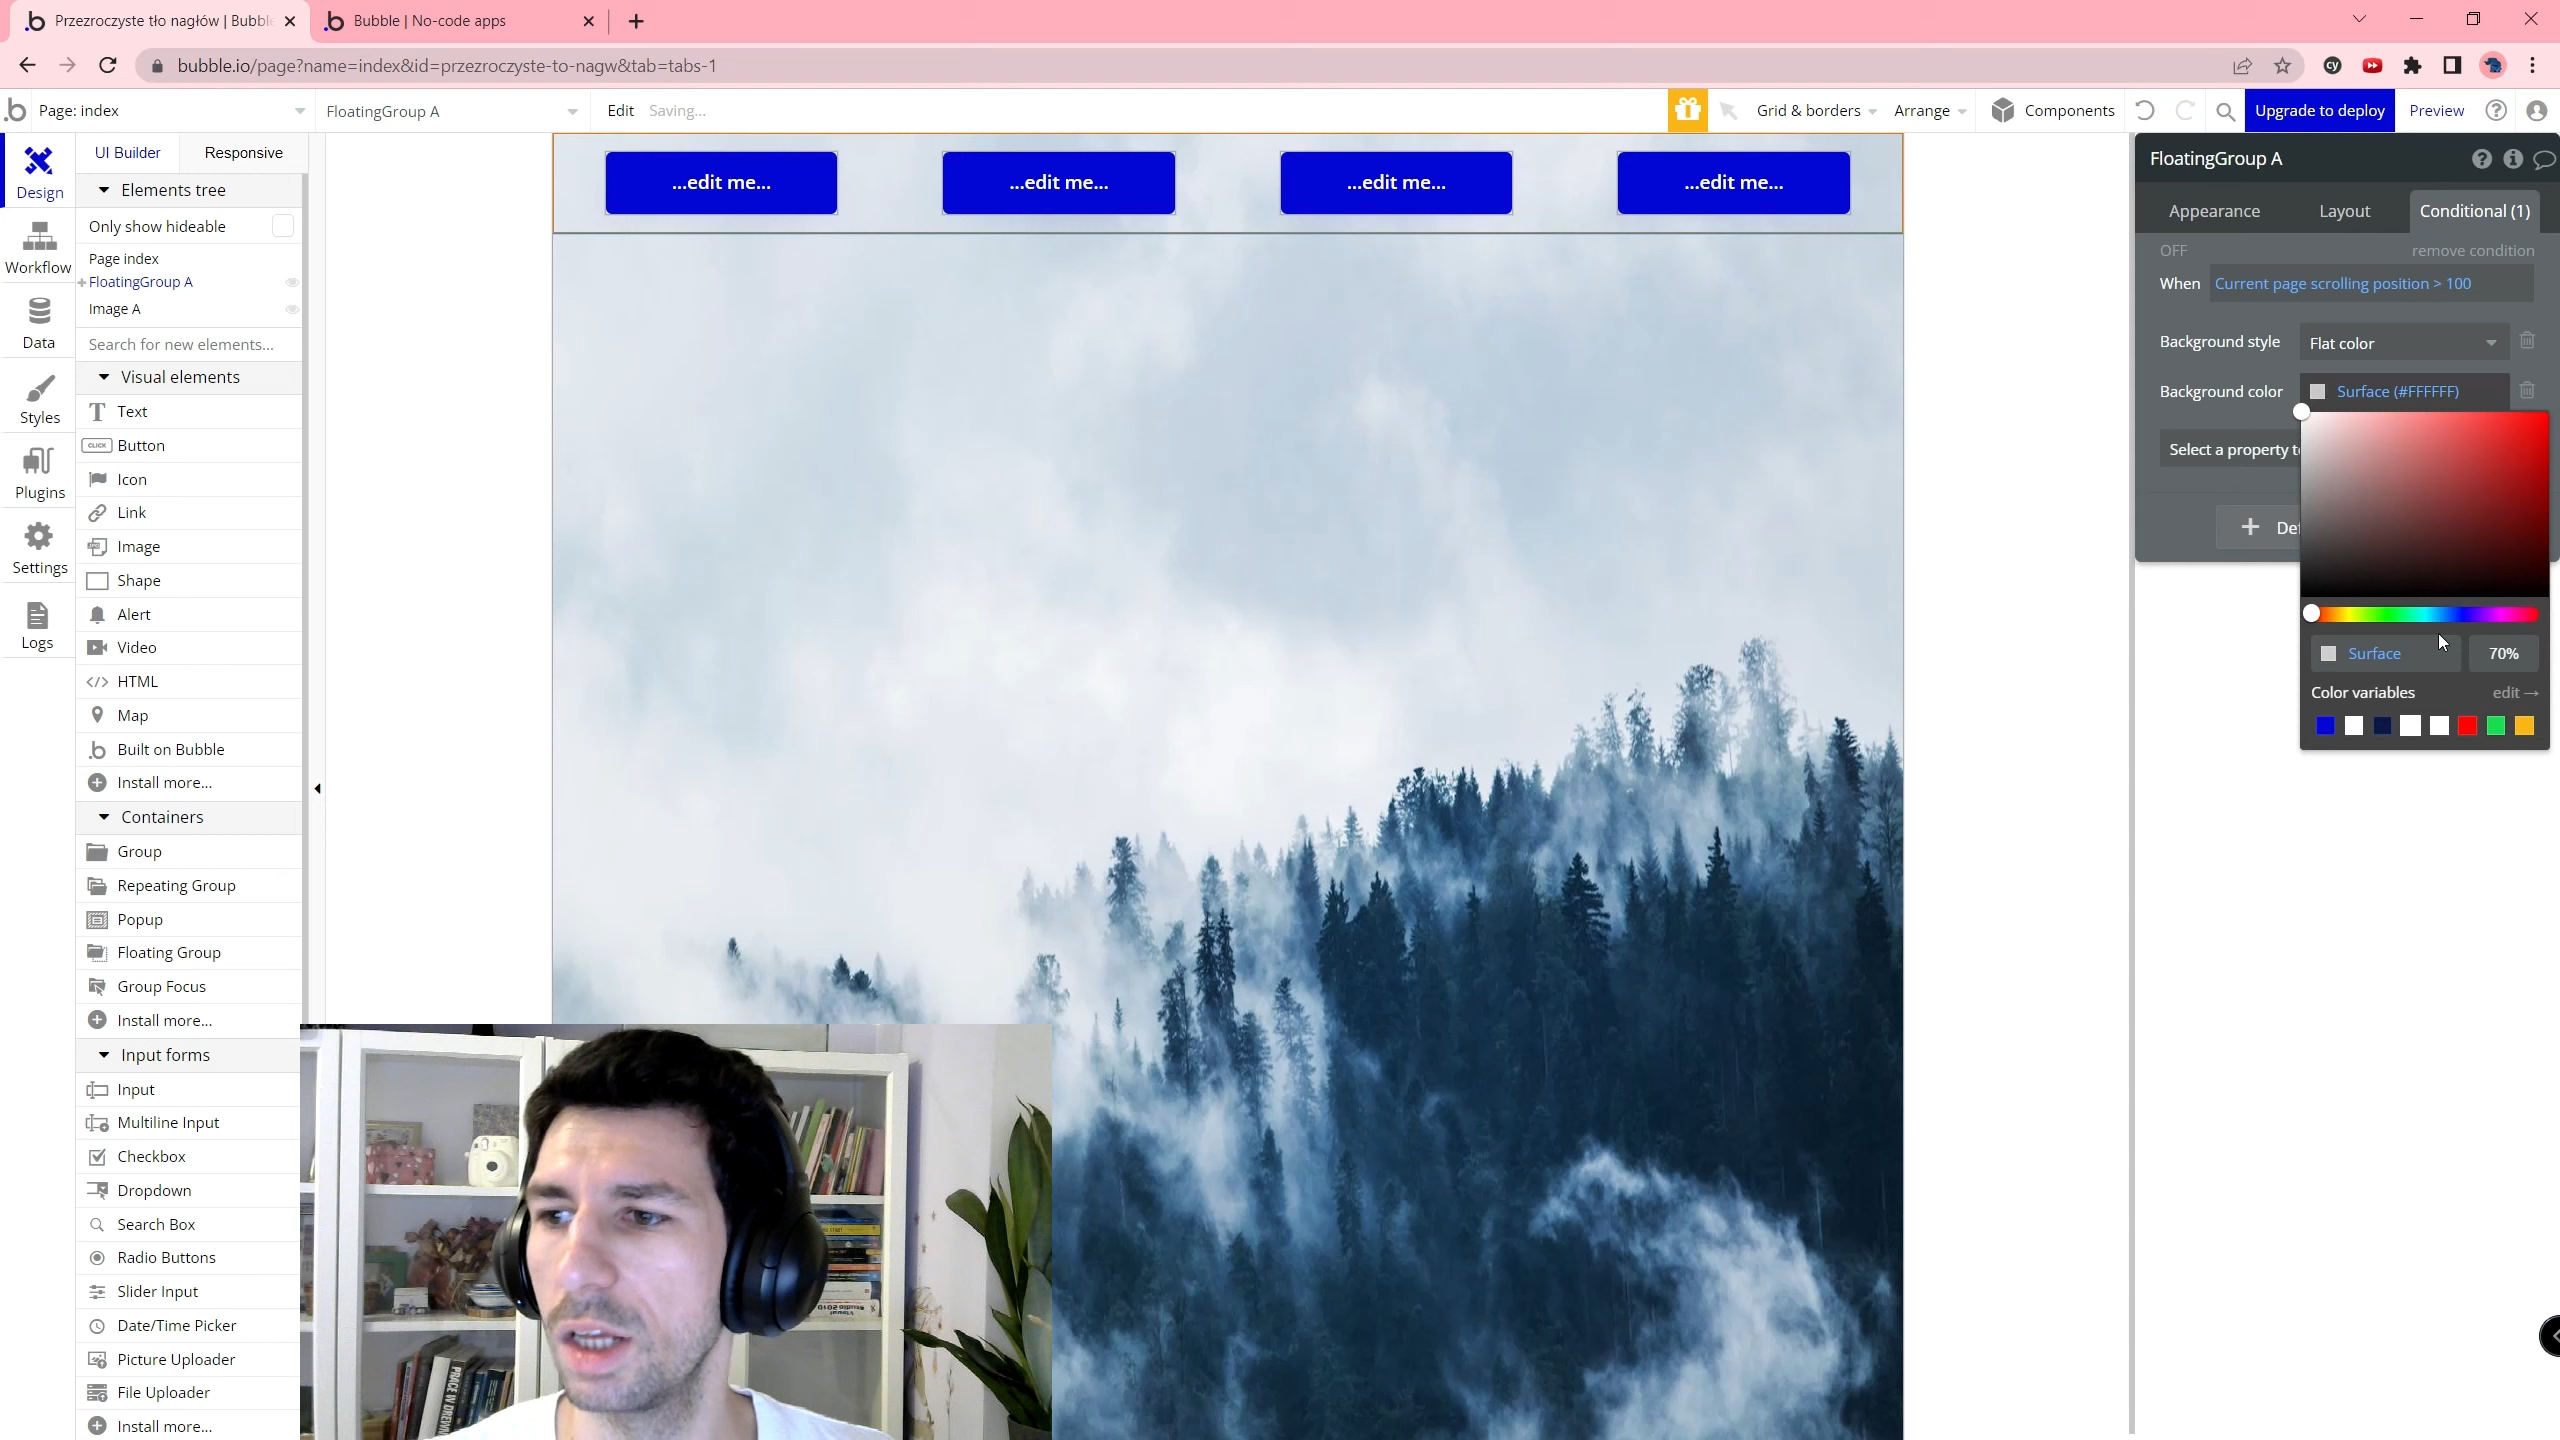 Przezroczyste tło nagłów | Bubble
Bubble | No-code apps
bubble.io/page?name=index&id=przezroczyste-to-nagw&tab=tabs-1
Page: index
FloatingGroup A
Edit
Saving...
Grid & borders
Arrange
Components
Upgrade to deploy
Preview
Design
Workflow
Data
Styles
Plugins
Settings
Logs
UI Builder
Responsive
Elements tree
Only show hideable
Page index
FloatingGroup A
Image A
Search for new elements...
Visual elements
Text
CLICK Button
Icon
Link
Image
Shape
Alert
Video
HTML
Map
Built on Bubble
Install more...
Containers
Group
Repeating Group
Popup
Floating Group
Group Focus
Install more...
Input forms
Input
Multiline Input
Checkbox
Dropdown
Search Box
Radio Buttons
Slider Input
Date/Time Picker
Picture Uploader
File Uploader
Install more...
...edit me...
...edit me...
...edit me...
...edit me...
FloatingGroup A
Appearance
Layout
Conditional (1)
OFF
remove condition
When
Current page scrolling position > 100
Background style
Flat color
Background color
Surface (#FFFFFF)
Select a property t
Def
Surface
70%
Color variables
edit →